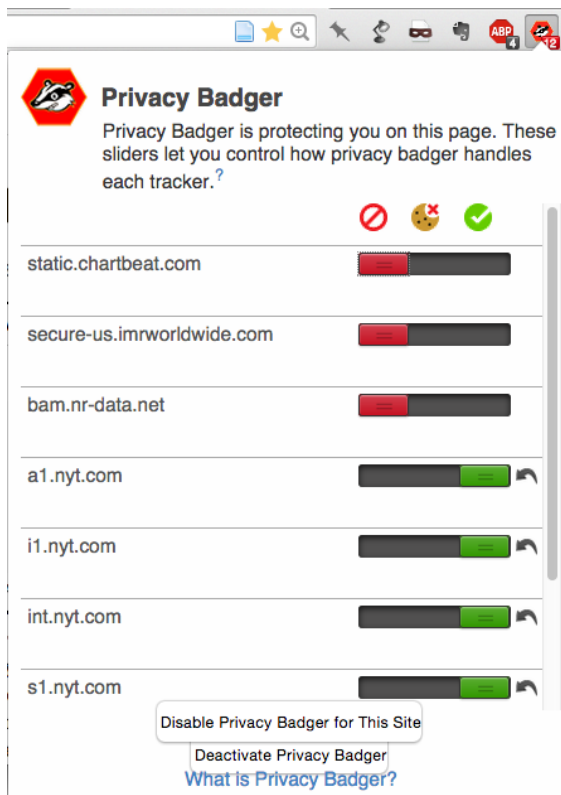 ABP
4
12
Privacy Badger
Privacy Badger is protecting you on this page. These
sliders let you control how privacy badger handles
each tracker.?
static.chartbeat.com
secure-us.imrworldwide.com
bam.nr-data.net
a1.nyt.com
i1.nyt.com
int.nyt.com
s1.nyt.com
Disable Privacy Badger for This Site
Deactivate Privacy Badger
What is Privacy Badger?